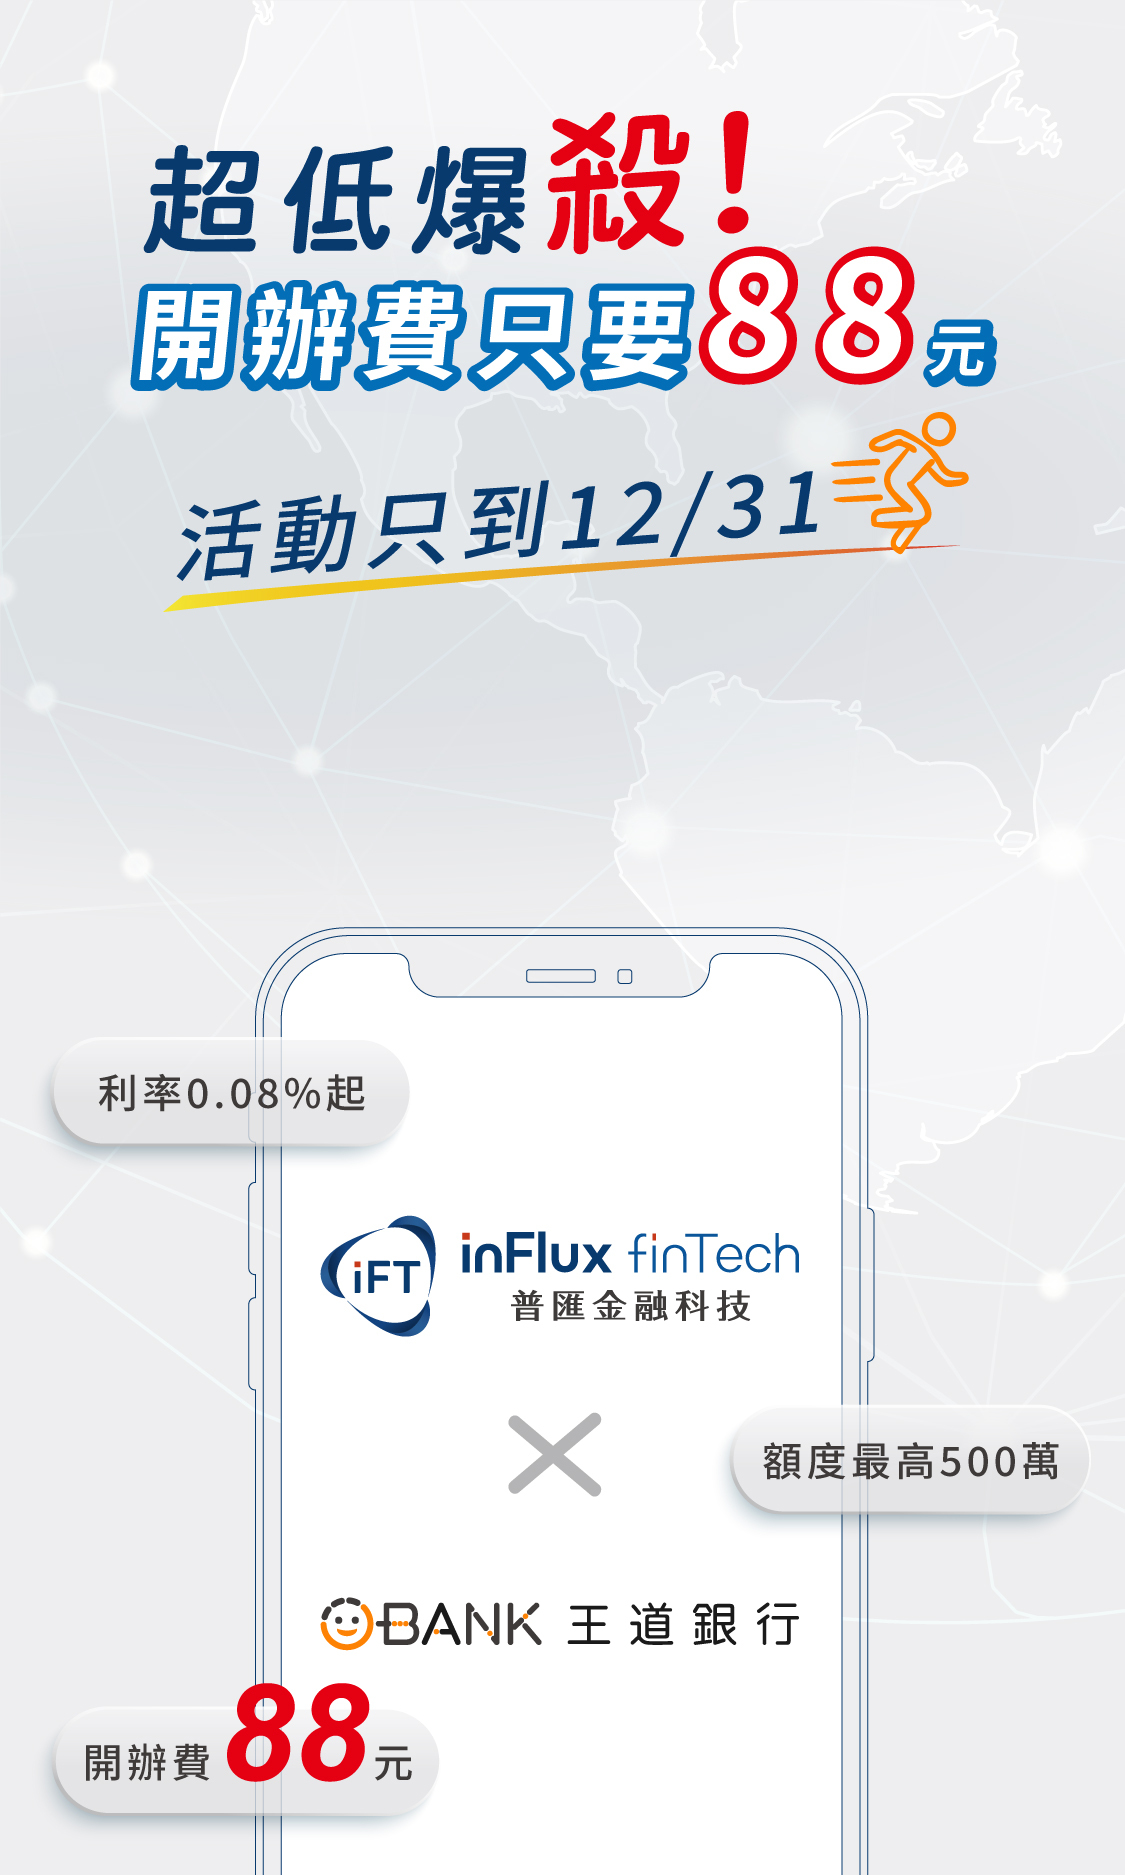 超低爆殺!
開辦費只要88元
活動只到12/31
利率0.08%起
iFT
inFlux finTech
普匯金融科技
額度最高500萬
OBANK 王道銀行
開辦費88元